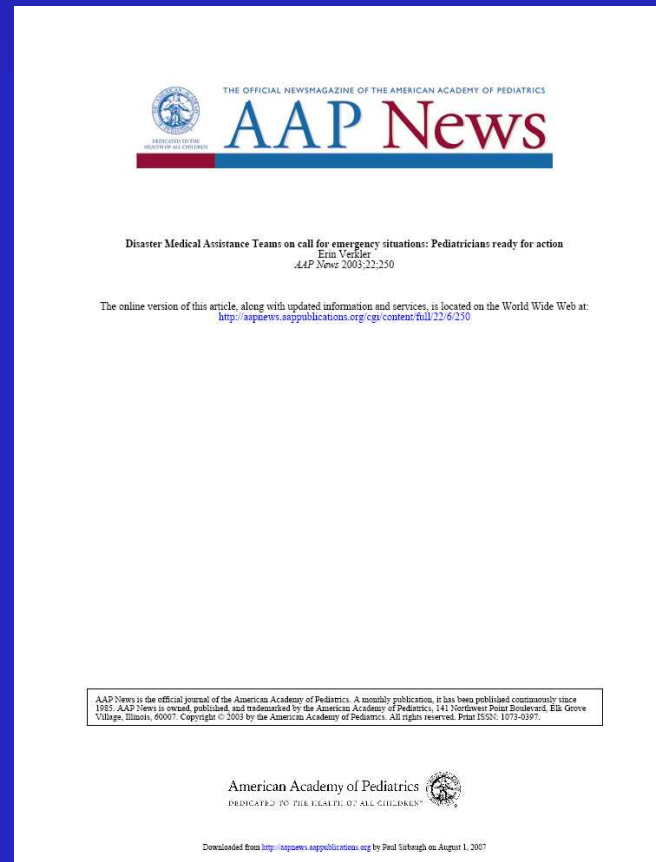 THE OFFICIAL NEWSMAGAZINE OF THE AMERICAN ACADEMY OF PEDIATRICS
AAP News
DEDICATED TO THE
HEALTH OF ALL CHILDREN
Disaster Medical Assistance Teams on call for emergency situations: Pediatricians ready for action
Erin Verkler
AAP News 2003;22;250
The online version of this article, along with updated information and services, is located on the World Wide Web at:
http://aapnews.aappublications.org/cgi/content/full/22/6/250
AAP News is the official journal of the American Academy of Pediatrics. A monthly publication, it has been published continuously since
1985. AAP News is owned, published, and trademarked by the American Academy of Pediatrics, 141 Northwest Point Boulevard, Elk Grove
Village, Illinois, 60007. Copyright © 2003 by the American Academy of Pediatrics. All rights reserved. Print ISSN: 1073-0397.
American Academy of Pediatrics
DEDICATED TO THE HEALTH OF ALL CHILDREN™
Downloaded from http://aapnews.aappublications.org by Paul Sirbaugh on August 1, 2007